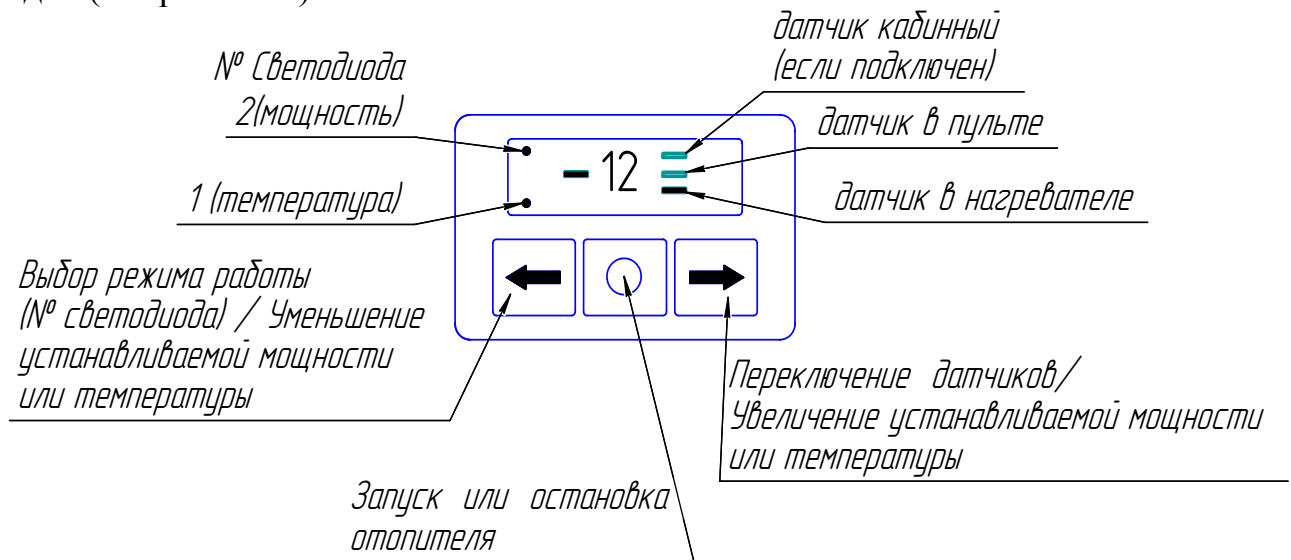 № Светодиода
2(мощность)
1 (температура)
датчик кабинный
(если подключен)
датчик в пульте
датчик в нагревателе
- 12
Выбор режима работы
(№ светодиода) / Уменьшение
устанавливаемой мощности
или температуры
Переключение датчиков/
Увеличение устанавливаемой мощности
или температуры
Запуск или остановка
отопителя